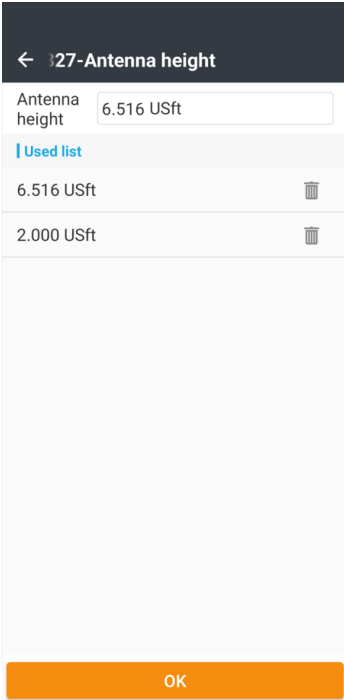 27-Antenna height
Antenna
height
6.516 USft
Used list
6.516 USft
2.000 USft
OK